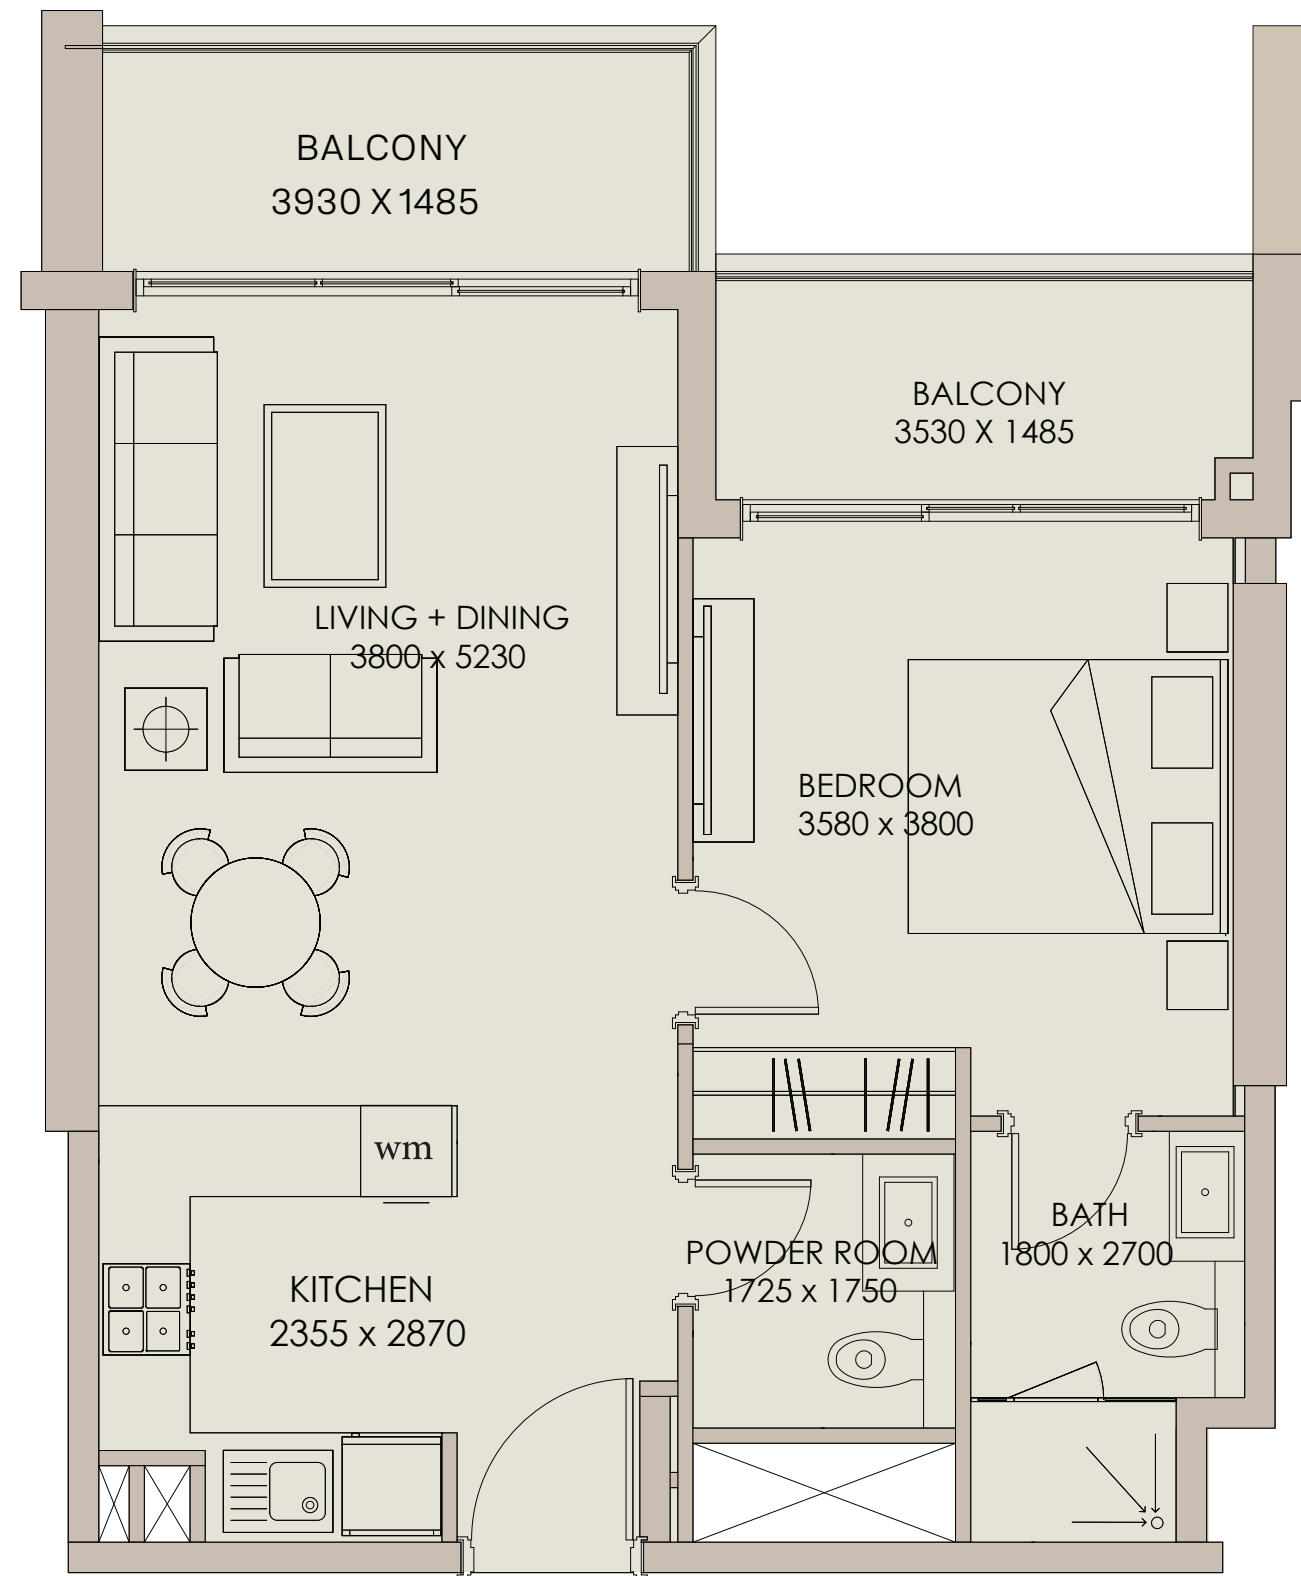 BALCONY
3930 X 1485
BALCONY
3530 X 1485
LIVING + DINING
3800 x 5230
BEDROOM
3580 x 3800
wm
BATH
1800 x 2700
POWDER ROOM
1725 x 1750
KITCHEN
2355 x 2870